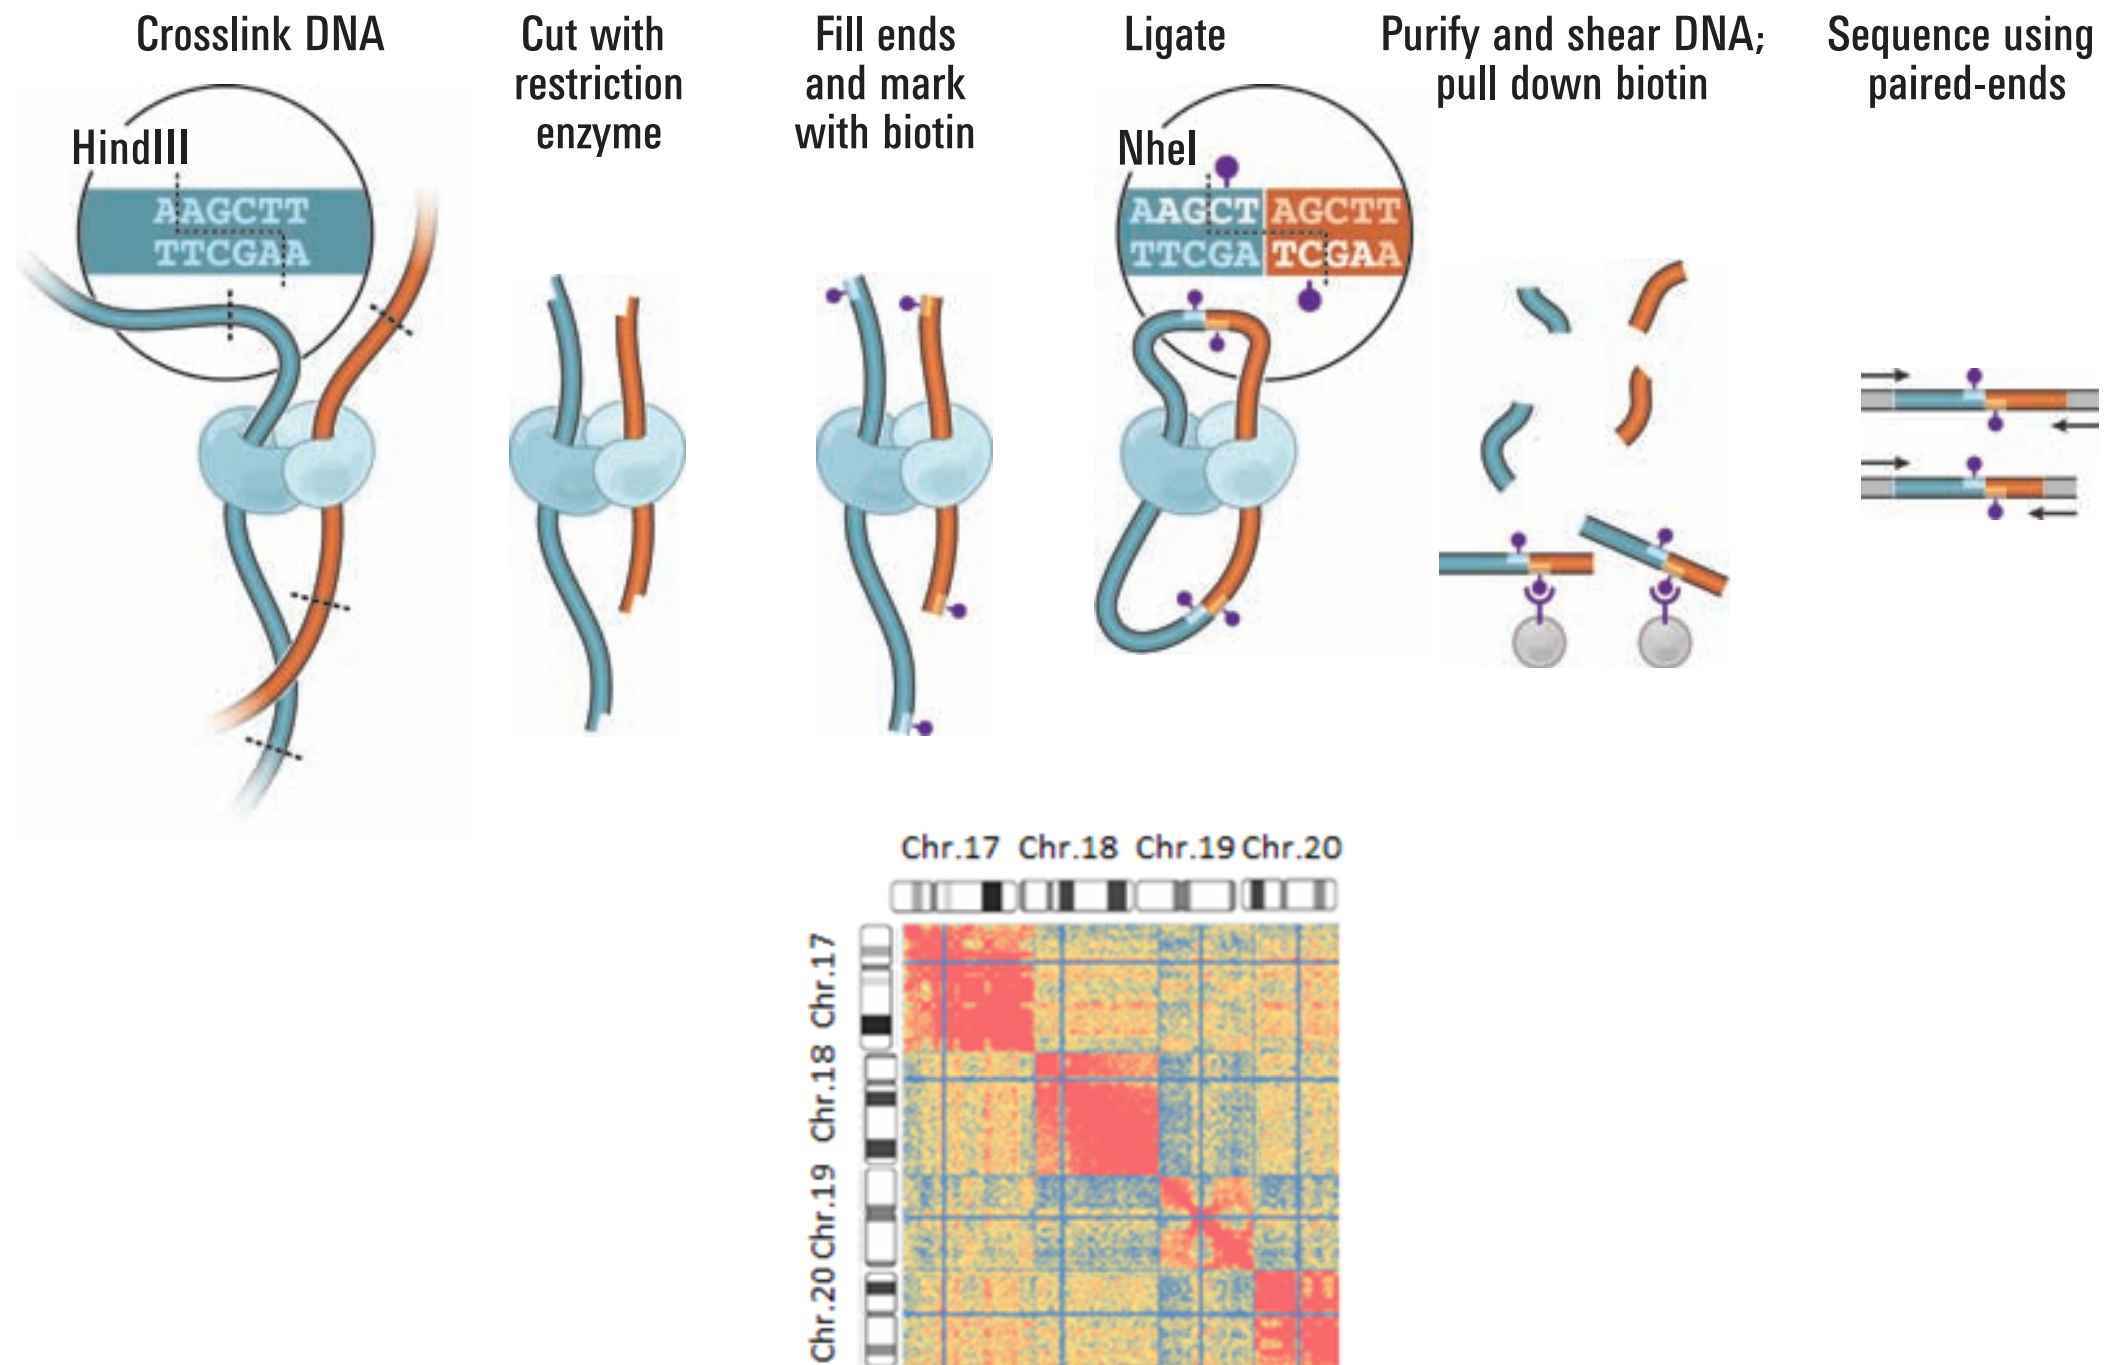 Crosslink DNA
Cut with
restriction
enzyme
Fill ends
and mark
with biotin
Ligate
Purify and shear DNA;
pull down biotin
Sequence using
paired-ends
HindIII
AAGCTT
TTCGAA
NheI
AAGCT AGCTT
TTCGA TCGAA
Chr.17 Chr.18 Chr.19 Chr.20
Chr.17
Chr.18
Chr.19
Chr.20